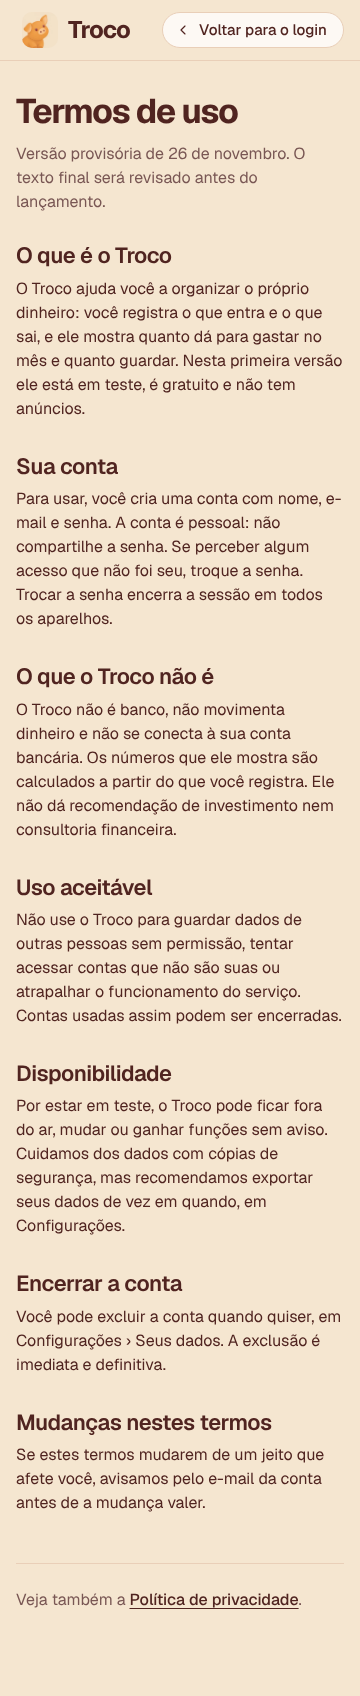 Troco
Voltar para o login
Termos de uso
Versão provisória de 26 de novembro. O
texto final será revisado antes do
lançamento.
O que é o Troco
O Troco ajuda você a organizar o próprio
dinheiro: você registra o que entra e o que
sai, e ele mostra quanto dá para gastar no
mês e quanto guardar. Nesta primeira versão
ele está em teste, é gratuito e não tem
anúncios.
Sua conta
Para usar, você cria uma conta com nome, e-
mail e senha. A conta é pessoal: não
compartilhe a senha. Se perceber algum
acesso que não foi seu, troque a senha.
Trocar a senha encerra a sessão em todos
os aparelhos.
O que o Troco não é
O Troco não é banco, não movimenta
dinheiro e não se conecta à sua conta
bancária. Os números que ele mostra são
calculados a partir do que você registra. Ele
não dá recomendação de investimento nem
consultoria financeira.
Uso aceitável
Não use o Troco para guardar dados de
outras pessoas sem permissão, tentar
acessar contas que não são suas ou
atrapalhar o funcionamento do serviço.
Contas usadas assim podem ser encerradas.
Disponibilidade
Por estar em teste, o Troco pode ficar fora
do ar, mudar ou ganhar funções sem aviso.
Cuidamos dos dados com cópias de
segurança, mas recomendamos exportar
seus dados de vez em quando, em
Configurações.
Encerrar a conta
Você pode excluir a conta quando quiser, em
Configurações › Seus dados. A exclusão é
imediata e definitiva.
Mudanças nestes termos
Se estes termos mudarem de um jeito que
afete você, avisamos pelo e-mail da conta
antes de a mudança valer.
Veja também a Política de privacidade.